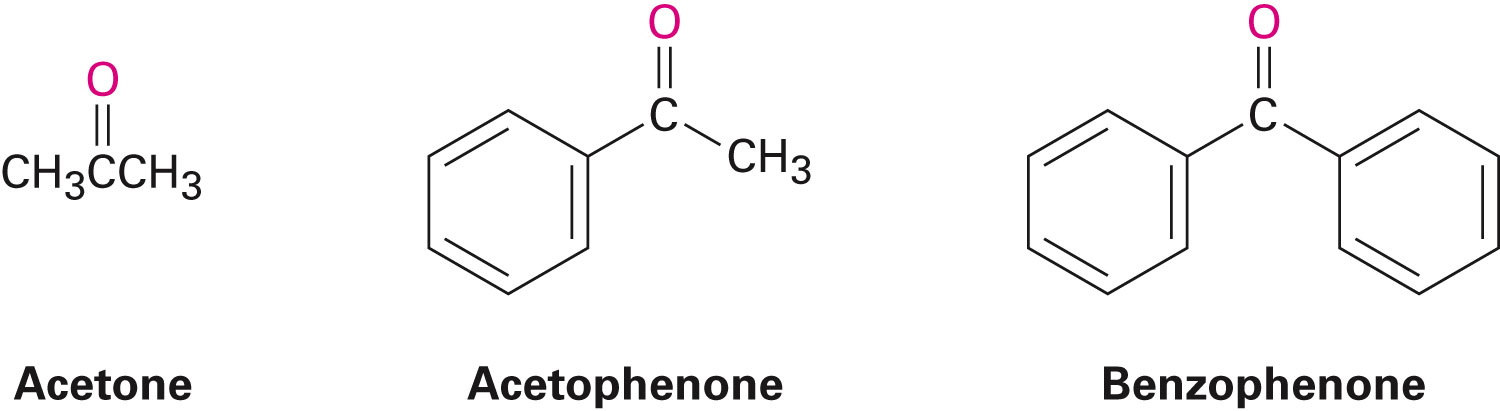 O
O
O
C
C
CH3CCH3
CH3
Acetone
Acetophenone
Benzophenone